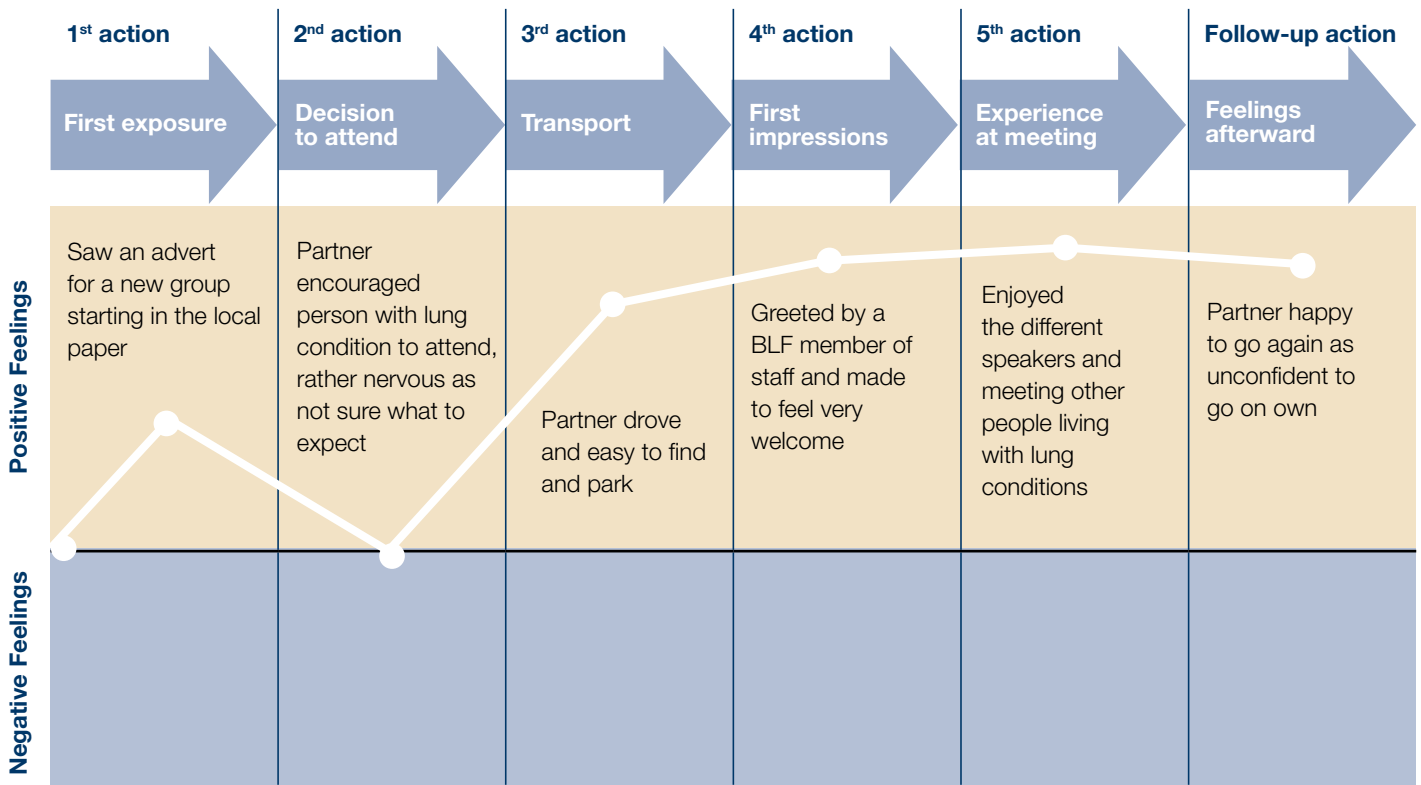 1st action
2nd action
3rd action
4th action
5th action
Follow-up action
First exposure
Decision
to attend
Transport
First
impressions
Experience
at meeting
Feelings
afterward
Positive Feelings
Saw an advert
for a new group
starting in the local
paper
Partner
encouraged
person with lung
condition to attend,
rather nervous as
not sure what to
expect
Partner drove
and easy to find
and park
Greeted by a
BLF member of
staff and made
to feel very
welcome
Enjoyed
the different
speakers and
meeting other
people living
with lung
conditions
Partner happy
to go again as
unconfident to
go on own
Negative Feelings